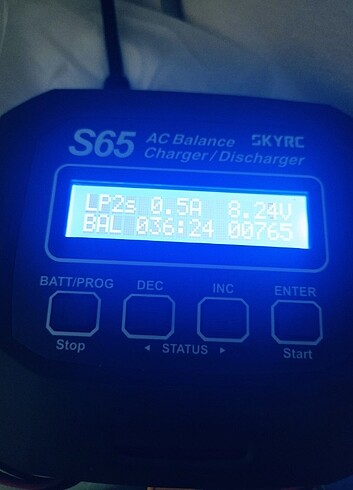 S65 AC Balance SKYRC
Charger/Discharger
LP2s 0.5A 8.24V
BAL 036:24 00765
BATT/PROG DEC INC ENTER
Stop ◄ STATUS ► Start